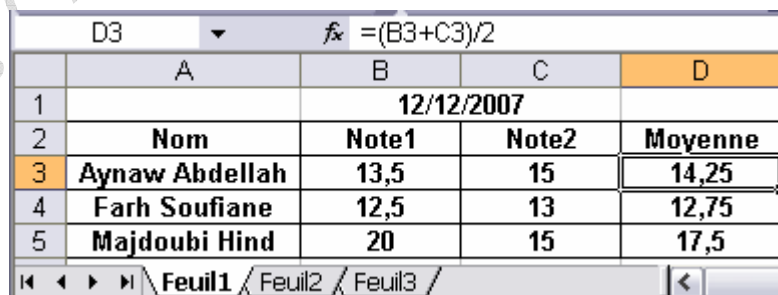 D3 fx =(B3+C3)/2
A B C D
1 12/12/2007
2 Nom Note1 Note2 Moyenne
3 Aynaw Abdellah 13,5 15 14,25
4 Farh Soufiane 12,5 13 12,75
5 Majdoubi Hind 20 15 17,5
Feuil1 Feuil2 Feuil3